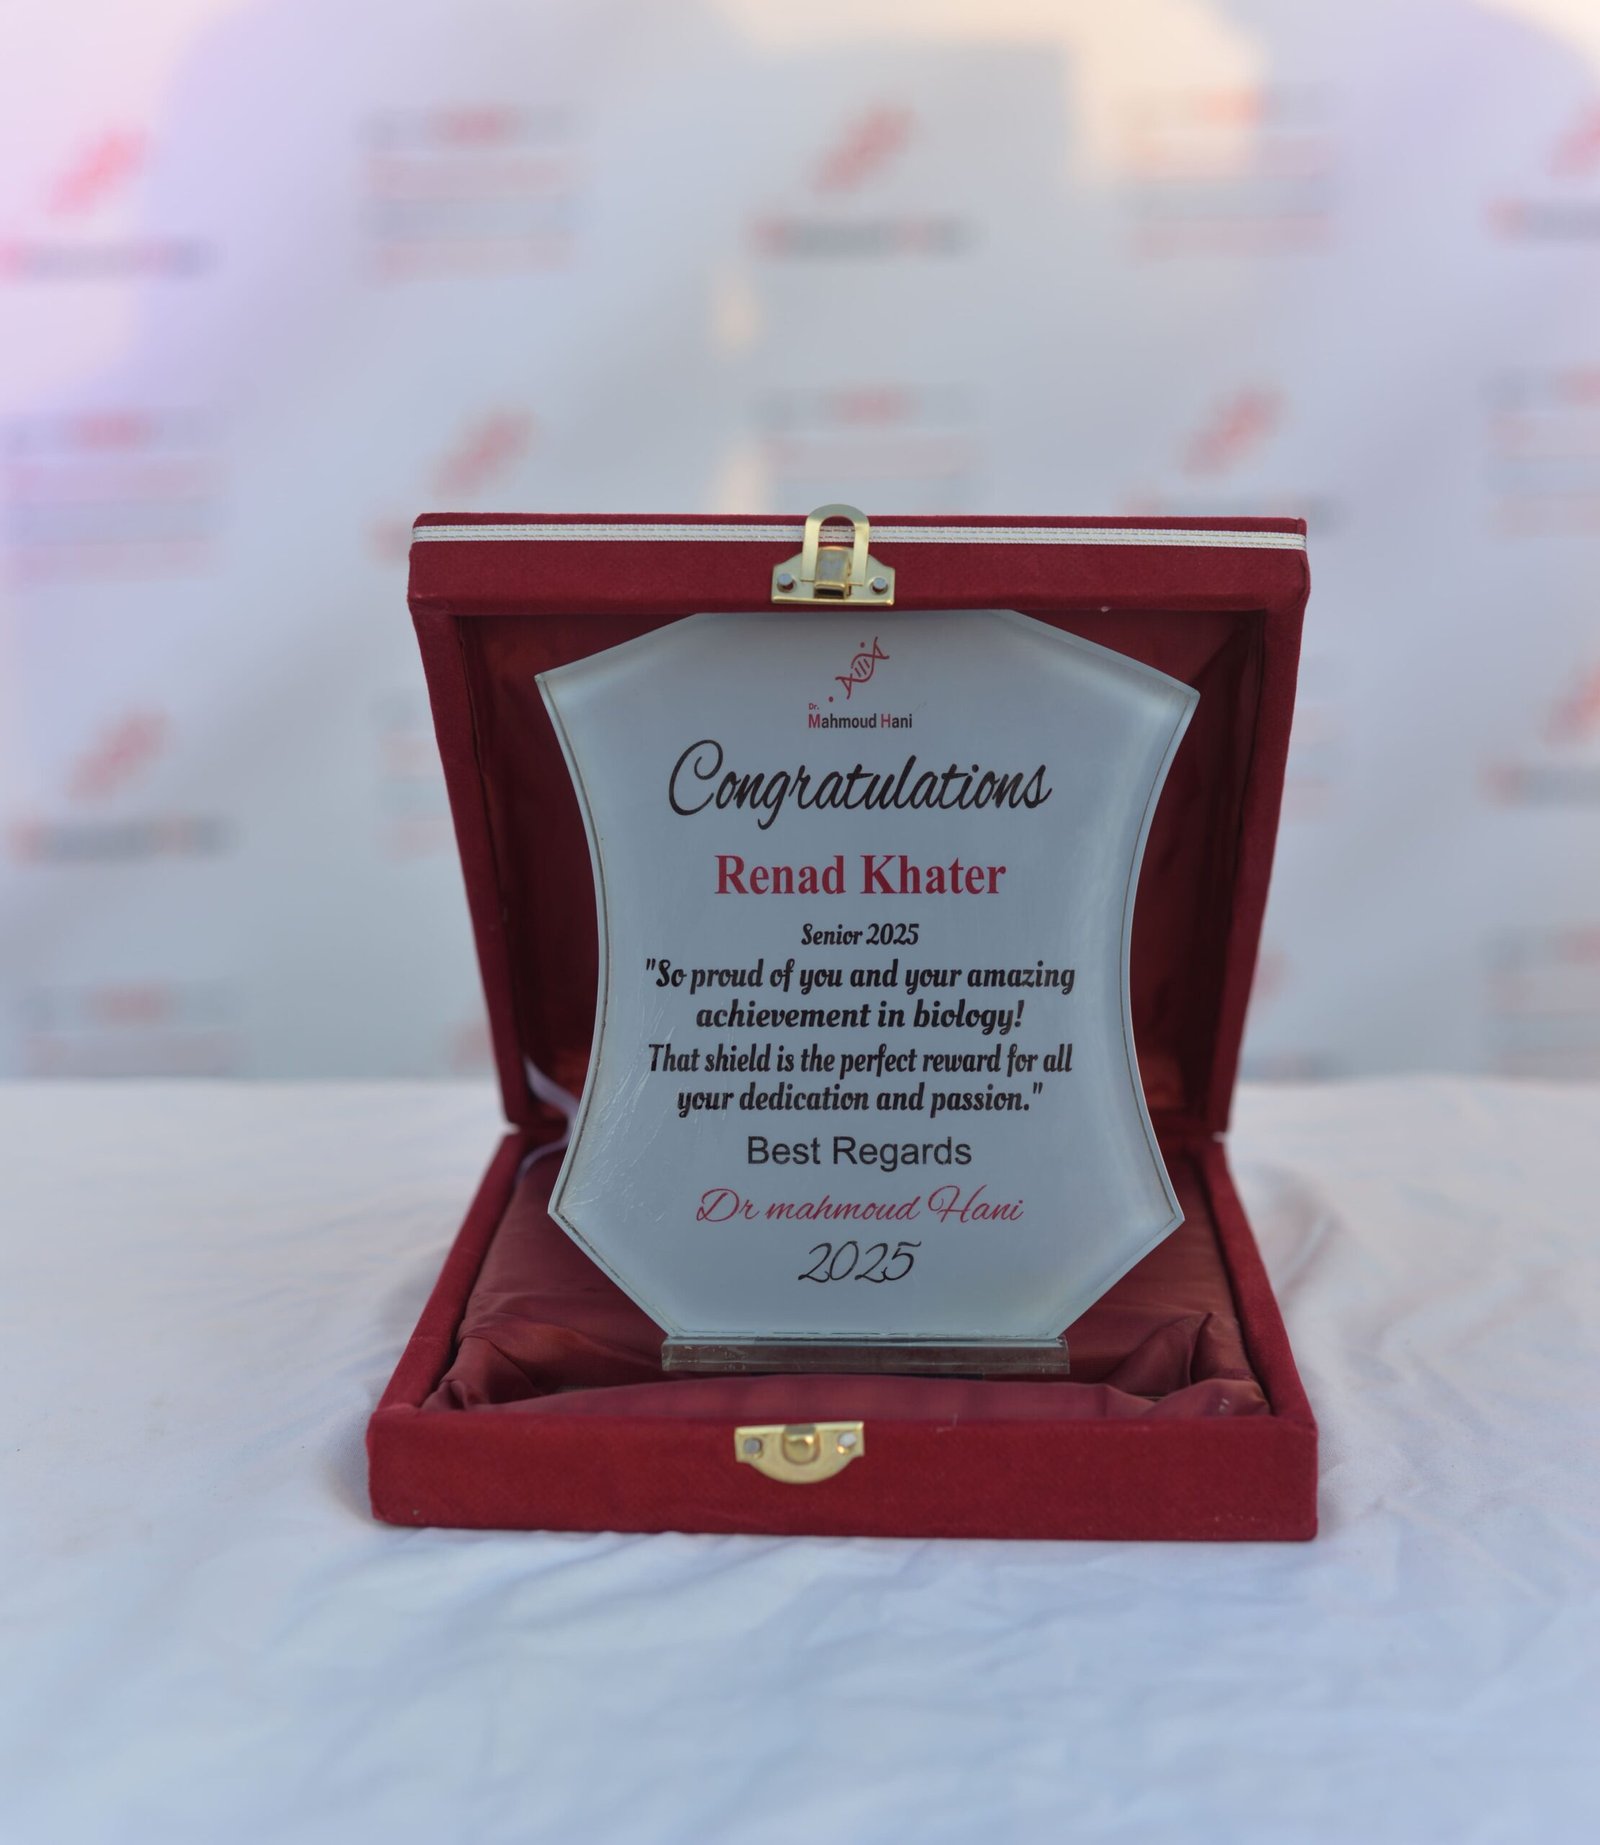 Dr.
Mahmoud Hani
Congratulations
Renad Khater
Senior 2025
"So proud of you and your amazing
achievement in biology!
That shield is the perfect reward for all
your dedication and passion."
Best Regards
Dr mahmoud Hani
2025